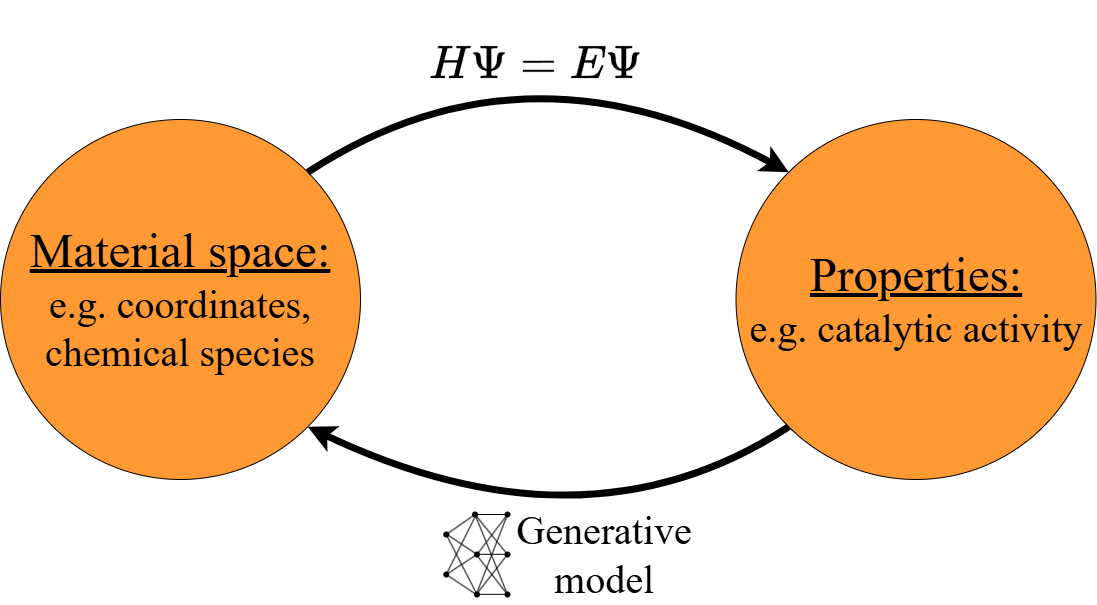 HΨ = EΨ
Material space:
e.g. coordinates,
chemical species
Properties:
e.g. catalytic activity
Generative
model